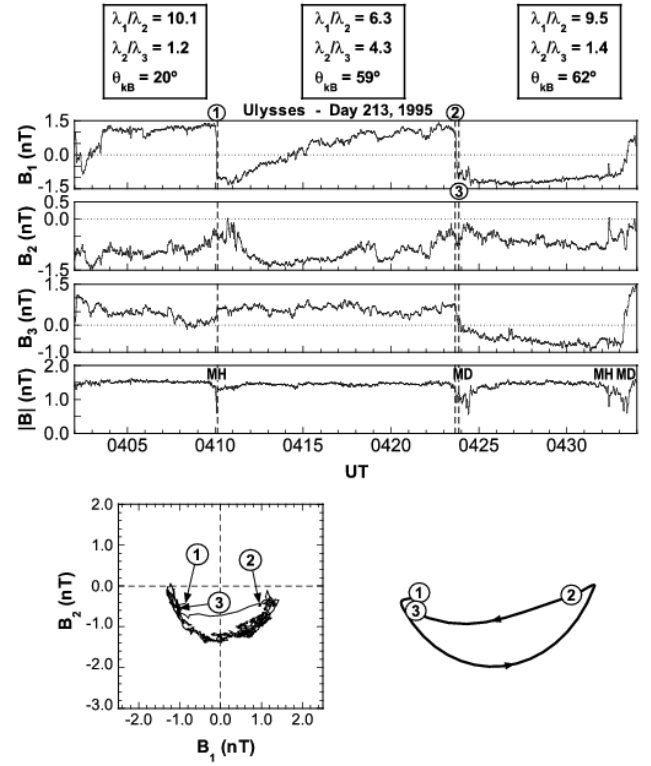 λ1/λ2 = 10.1
λ2/λ3 = 1.2
θkB = 20º
λ1/λ2 = 6.3
λ2/λ3 = 4.3
θkB = 59º
λ1/λ2 = 9.5
λ2/λ3 = 1.4
θkB = 62º
1 Ulysses - Day 213, 1995 2
B1 (nT)
1.5
0.0
-1.5
3
B2 (nT)
0.5
0.0
-1.5
B3 (nT)
1.5
0.0
-1.0
|B| (nT)
2.0
1.0
0.0
MH MD MH MD
0405 0410 0415 0420 0425 0430
UT
B2 (nT)
2.0
1.0
0.0
-1.0
-2.0
-3.0
1 2
3
-2.0 -1.0 0.0 1.0 2.0
B1 (nT)
1 2
3